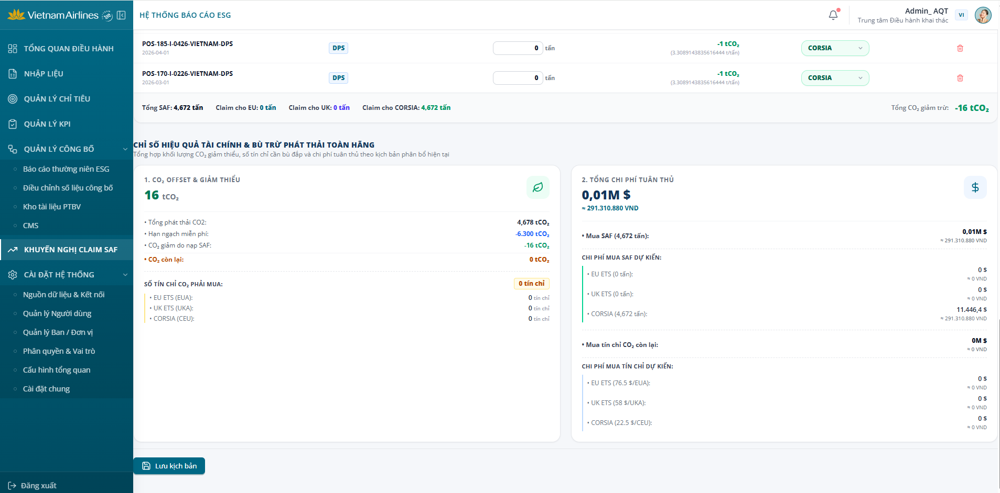 Vietnam Airlines
HỆ THỐNG BÁO CÁO ESG
Admin_ AQT
Trung tâm Điều hành khai thác
VI
TỔNG QUAN ĐIỀU HÀNH
NHẬP LIỆU
QUẢN LÝ CHỈ TIÊU
QUẢN LÝ KPI
QUẢN LÝ CÔNG BỐ
Báo cáo thường niên ESG
Điều chỉnh số liệu công bố
Kho tài liệu PTBV
CMS
KHUYẾN NGHỊ CLAIM SAF
CÀI ĐẶT HỆ THỐNG
Nguồn dữ liệu & Kết nối
Quản lý Người dùng
Quản lý Ban / Đơn vị
Phân quyền & Vai trò
Cấu hình tổng quan
Cài đặt chung
Đăng xuất
POS-185-I-0426-VIETNAM-DPS
2026-04-01
DPS
0 tấn
-1 tCO₂
(3.3089143835616444 t/tấn)
CORSIA
POS-170-I-0226-VIETNAM-DPS
2026-03-01
DPS
0 tấn
-1 tCO₂
(3.3089143835616444 t/tấn)
CORSIA
Tổng SAF: 4,672 tấn Claim cho EU: 0 tấn Claim cho UK: 0 tấn Claim cho CORSIA: 4,672 tấn Tổng CO₂ giảm trừ: -16 tCO₂
CHỈ SỐ HIỆU QUẢ TÀI CHÍNH & BÙ TRỪ PHÁT THẢI TOÀN HÃNG
Tổng hợp khối lượng CO₂ giảm thiểu, số tín chỉ cần bù đắp và chi phí tuân thủ theo kịch bản phân bổ hiện tại
1. CO₂ OFFSET & GIẢM THIỂU
16 tCO₂
• Tổng phát thải CO2: 4,678 tCO₂
• Hạn ngạch miễn phí: -6.300 tCO₂
• CO₂ giảm do nạp SAF: -16 tCO₂
• CO₂ còn lại: 0 tCO₂
SỐ TÍN CHỈ CO₂ PHẢI MUA: 0 tín chỉ
• EU ETS (EUA): 0 tín chỉ
• UK ETS (UKA): 0 tín chỉ
• CORSIA (CEU): 0 tín chỉ
2. TỔNG CHI PHÍ TUÂN THỦ
0,01M $
≈ 291.310.880 VND
• Mua SAF (4,672 tấn): 0,01M $
≈ 291.310.880 VND
CHI PHÍ MUA SAF DỰ KIẾN:
• EU ETS (0 tấn): 0 $
≈ 0 VND
• UK ETS (0 tấn): 0 $
≈ 0 VND
• CORSIA (4,672 tấn): 11.446,4 $
≈ 291.310.880 VND
• Mua tín chỉ CO₂ còn lại: 0M $
≈ 0 VND
CHI PHÍ MUA TÍN CHỈ DỰ KIẾN:
• EU ETS (76.5 $/EUA): 0 $
≈ 0 VND
• UK ETS (58 $/UKA): 0 $
≈ 0 VND
• CORSIA (22.5 $/CEU): 0 $
≈ 0 VND
Lưu kịch bản